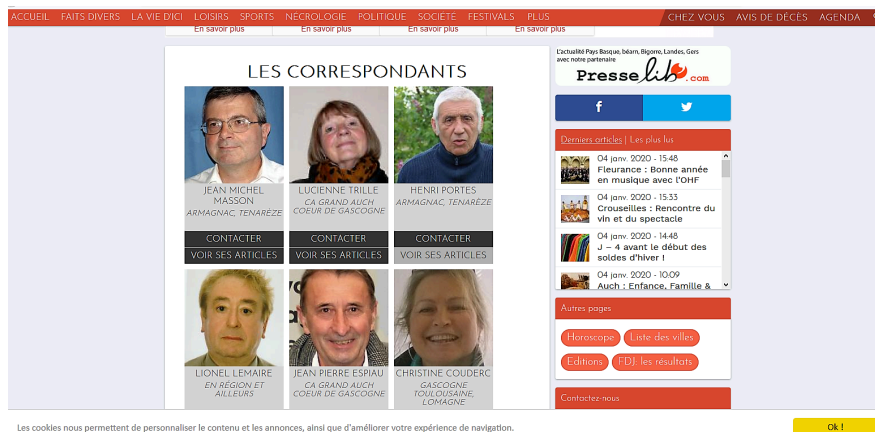 ACCUEIL FAITS DIVERS LA VIE D'ICI LOISIRS SPORTS NÉCROLOGIE POLITIQUE SOCIÉTÉ FESTIVALS PLUS CHEZ VOUS AVIS DE DÉCÈS AGENDA
En savoir plus En savoir plus En savoir plus En savoir plus
LES CORRESPONDANTS
JEAN MICHEL
MASSON
ARMAGNAC, TENARÈZE
CONTACTER
VOIR SES ARTICLES
LUCIENNE TRILLE
CA GRAND AUCH
COEUR DE GASCOGNE
CONTACTER
VOIR SES ARTICLES
HENRI PORTES
ARMAGNAC, TENARÈZE
CONTACTER
VOIR SES ARTICLES
LIONEL LEMAIRE
EN RÉGION ET
AILLEURS
JEAN PIERRE ESPIAU
CA GRAND AUCH
COEUR DE GASCOGNE
CHRISTINE COUDERC
GASCOGNE
TOULOUSAINE,
LOMAGNE
L'actualité Pays Basque, béarn, Bigorre, Landes, Gers
avec notre partenaire
Presselib.com
f
Derniers articles | Les plus lus
04 janv. 2020 - 15:48
Fleurance : Bonne année
en musique avec l'OHF
04 janv. 2020 - 15:33
Crouseilles : Rencontre du
vin et du spectacle
04 janv. 2020 - 14:48
J – 4 avant le début des
soldes d'hiver !
04 janv. 2020 - 10:09
Auch : Enfance, Famille &
Autres pages
Horoscope Liste des villes
Editions FDJ: les résultats
Contactez-nous
Les cookies nous permettent de personnaliser le contenu et les annonces, ainsi que d'améliorer votre expérience de navigation.
Ok !